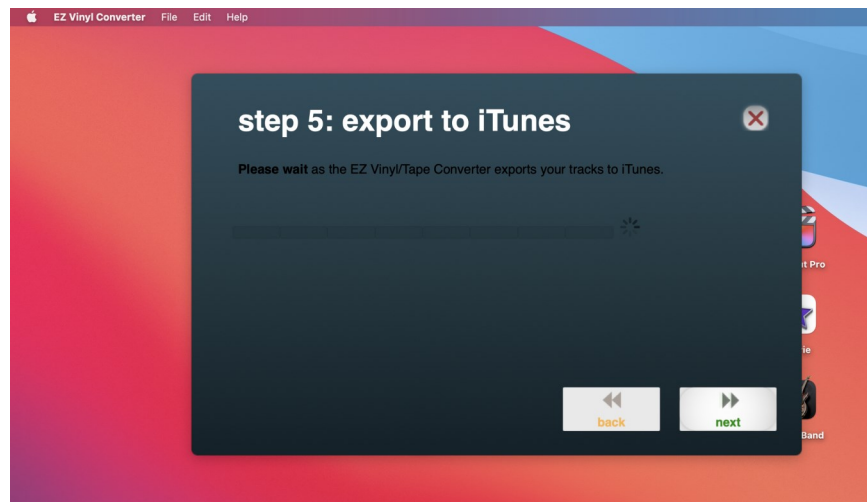 EZ Vinyl Converter File Edit Help
step 5: export to iTunes
Please wait as the EZ Vinyl/Tape Converter exports your tracks to iTunes.
it Pro
ie
back
next
Band